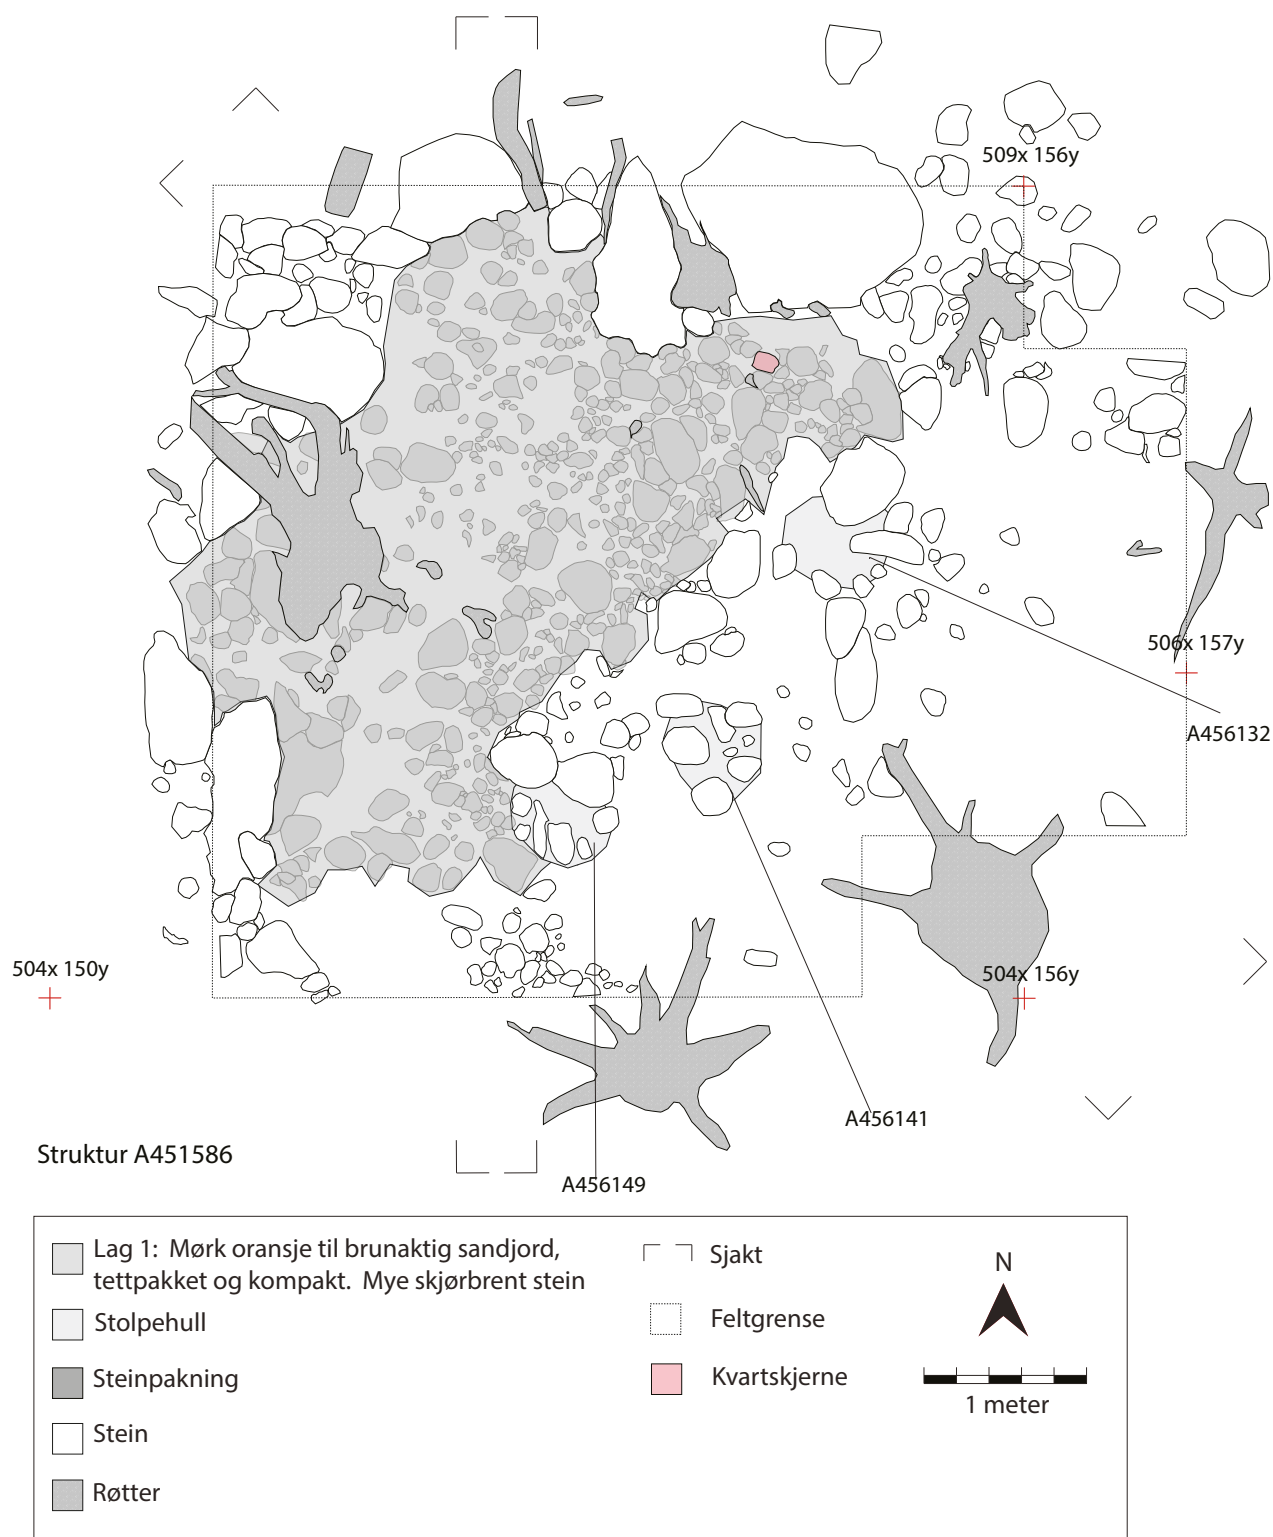 509x 156y
506x 157y
A456132
504x 150y
504x 156y
A456141
Struktur A451586
A456149
Lag 1:  Mørk oransje til brunaktig sandjord,
tettpakket og kompakt.  Mye skjørbrent stein
Stolpehull
Steinpakning
Stein
Røtter
Sjakt
Feltgrense
Kvartskjerne
N
1 meter